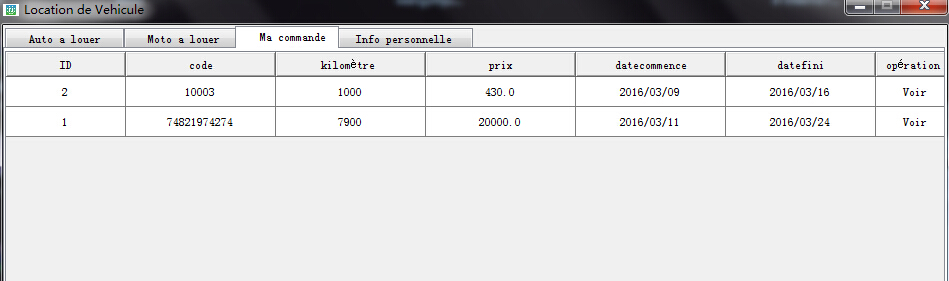 Location de Vehicule
Auto a louer Moto a louer Ma commande Info personnelle
ID code kilomètre prix datecommence datefini opération
2 10003 1000 430.0 2016/03/09 2016/03/16 Voir
1 74821974274 7900 20000.0 2016/03/11 2016/03/24 Voir